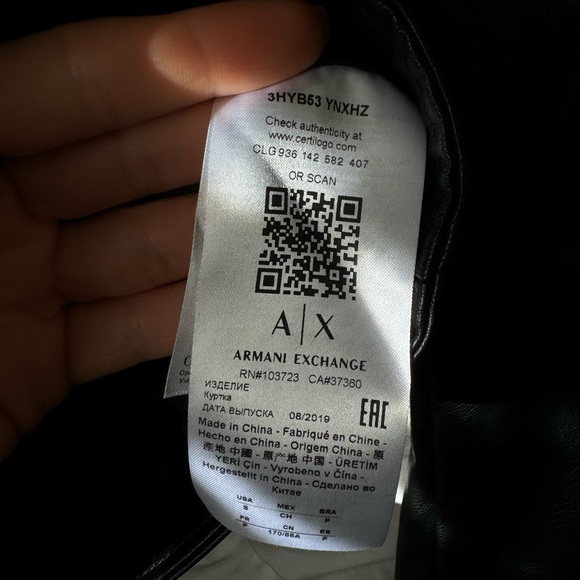 3HYB53 YNXHZ
Check authenticity at
www.certilogo.com
CLG 936 142 582 407
OR SCAN
A|X
ARMANI EXCHANGE
RN#103723 CA#37360
ИЗДЕЛИЕ
Куртка
ДАТА ВЫПУСКА 08/2019
EAC
Made in China - Fabriqué en Chine -
Hecho en China - Origem China - 原
產地 中國 - 原产地 中国 - ÜRETİM
YERİ Çin - Vyrobeno v Čína -
Hergestellt in China - Сделано во
Китае
USA MEX BRA
S CH P
FR CN ES
P 170/88A P